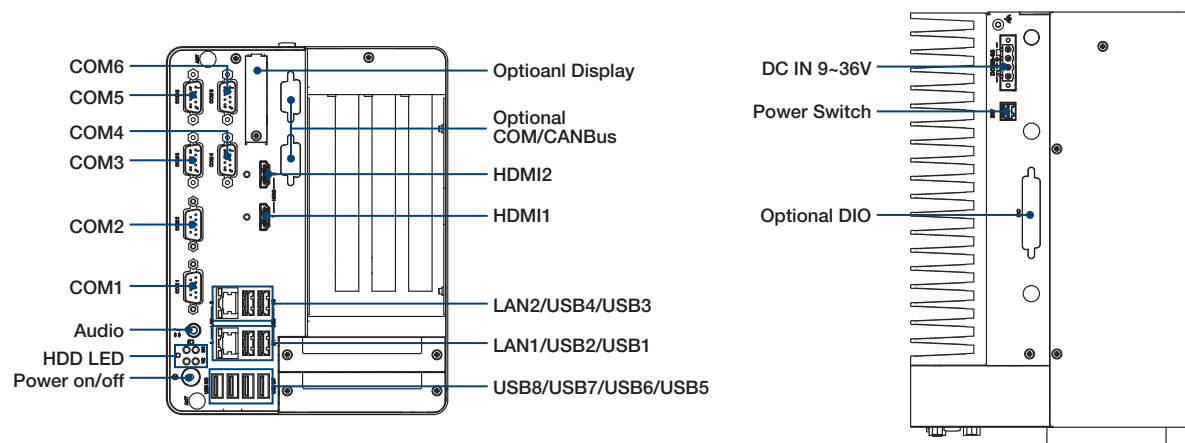 COM6
COM5
COM4
COM3
COM2
COM1
Audio
HDD LED
Power on/off
Optioanl Display
Optional
COM/CANBus
HDMI2
HDMI1
LAN2/USB4/USB3
LAN1/USB2/USB1
USB8/USB7/USB6/USB5
DC IN 9~36V
Power Switch
Optional DIO